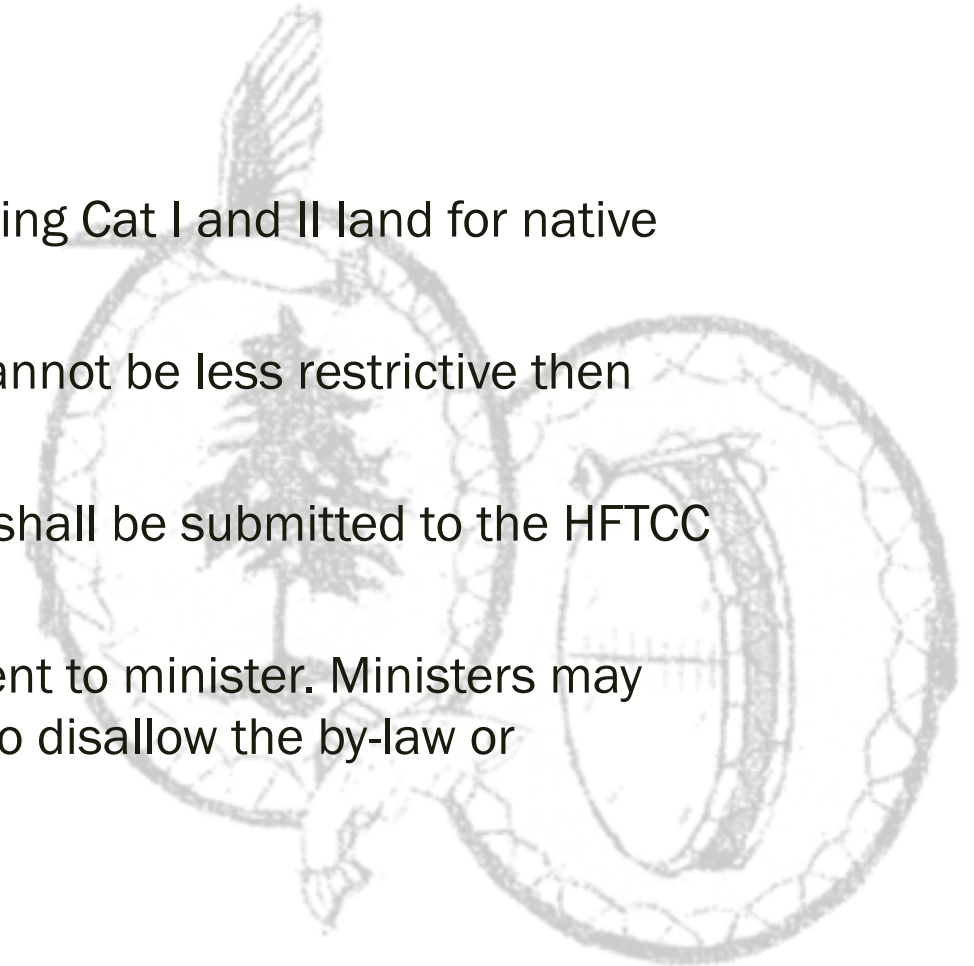 ing Cat I and II land for native
annot be less restrictive then
shall be submitted to the HFTCC
ent to minister. Ministers may
o disallow the by-law or